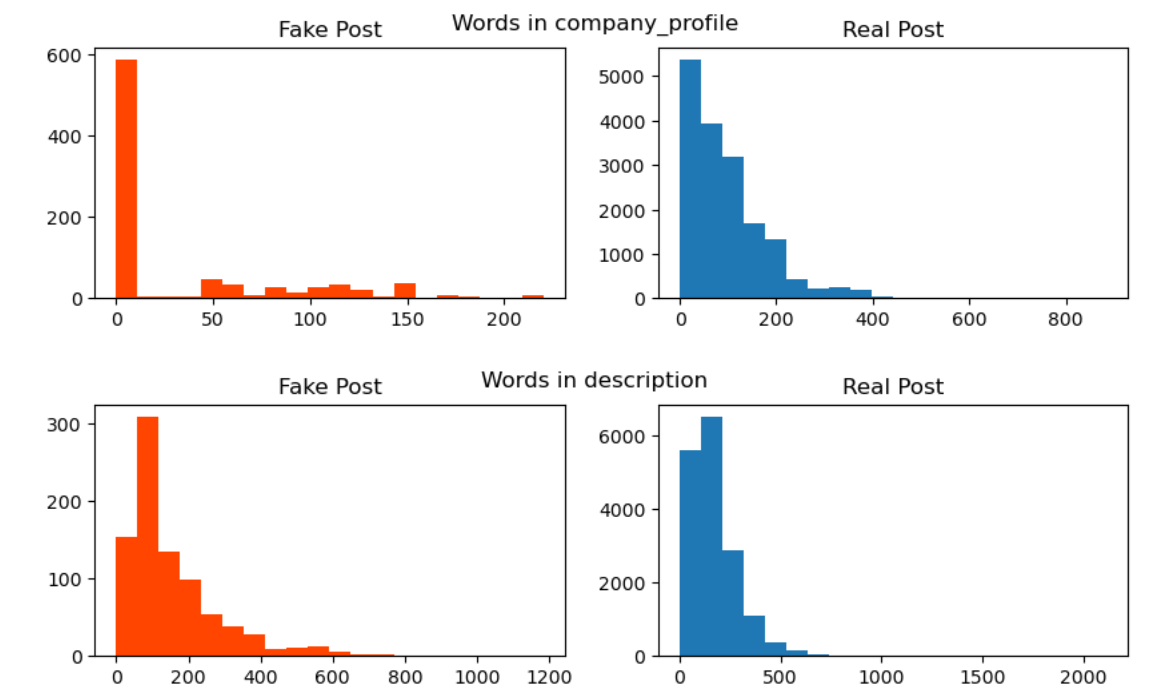 Words in company_profile
Fake Post
Real Post
600
400
200
0
0 50 100 150 200
5000
4000
3000
2000
1000
0
0 200 400 600 800
Words in description
Fake Post
Real Post
300
200
100
0
0 200 400 600 800 1000 1200
6000
4000
2000
0
0 500 1000 1500 2000